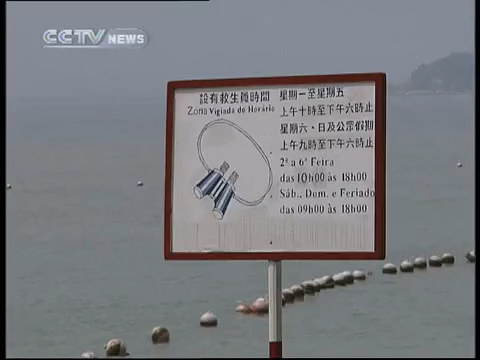 CCTV NEWS
設有救生員時間
Zona Vigiada do Horário
星期一至星期五
上午十時至下午六時止
星期六、日及公眾假期
上午九時至下午六時止
2ª a 6ª Feira
das 10h00 às 18h00
Sáb., Dom. e Feriado
das 09h00 às 18h00